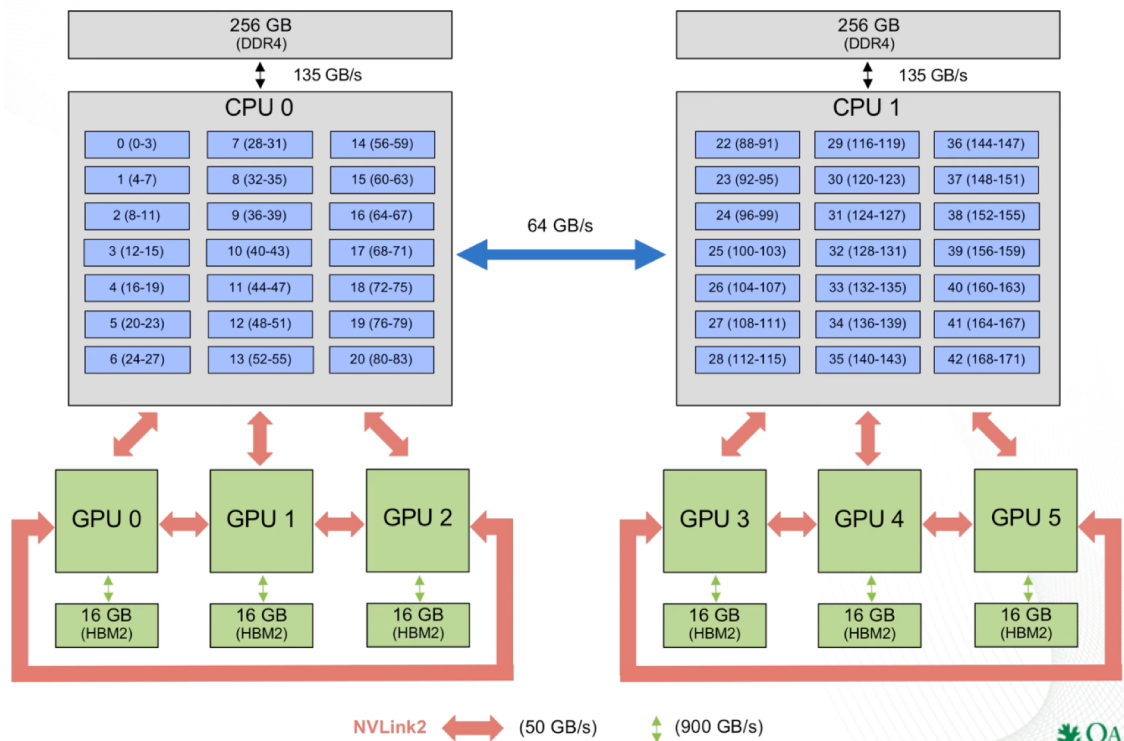 256 GB
(DDR4)
256 GB
(DDR4)
135 GB/s
135 GB/s
CPU 0
0 (0-3)
7 (28-31)
14 (56-59)
1 (4-7)
8 (32-35)
15 (60-63)
2 (8-11)
9 (36-39)
16 (64-67)
3 (12-15)
10 (40-43)
17 (68-71)
4 (16-19)
11 (44-47)
18 (72-75)
5 (20-23)
12 (48-51)
19 (76-79)
6 (24-27)
13 (52-55)
20 (80-83)
64 GB/s
CPU 1
22 (88-91)
29 (116-119)
36 (144-147)
23 (92-95)
30 (120-123)
37 (148-151)
24 (96-99)
31 (124-127)
38 (152-155)
25 (100-103)
32 (128-131)
39 (156-159)
26 (104-107)
33 (132-135)
40 (160-163)
27 (108-111)
34 (136-139)
41 (164-167)
28 (112-115)
35 (140-143)
42 (168-171)
GPU 0
GPU 1
GPU 2
GPU 3
GPU 4
GPU 5
16 GB
(HBM2)
16 GB
(HBM2)
16 GB
(HBM2)
16 GB
(HBM2)
16 GB
(HBM2)
16 GB
(HBM2)
NVLink2
(50 GB/s)
(900 GB/s)